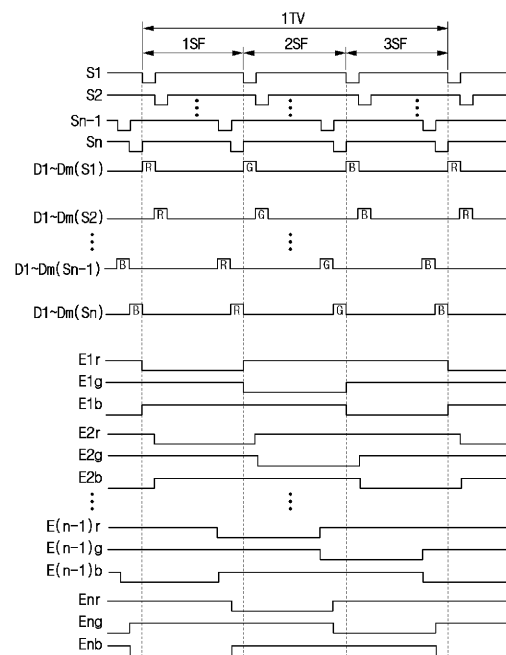 1TV
1SF 2SF 3SF
S1
S2
Sn-1
Sn
D1~Dm(S1) R G B R
D1~Dm(S2) R G B R
D1~Dm(Sn-1) B R G B
D1~Dm(Sn) B R G B
E1r
E1g
E1b
E2r
E2g
E2b
E(n-1)r
E(n-1)g
E(n-1)b
Enr
Eng
Enb